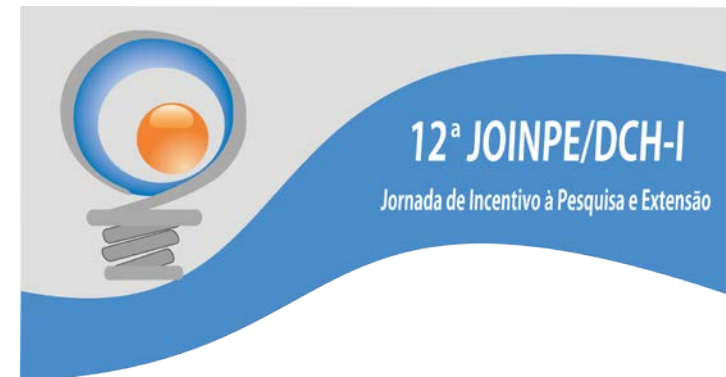 12ª JOINPE/DCH-I
Jornada de Incentivo à Pesquisa e Extensão